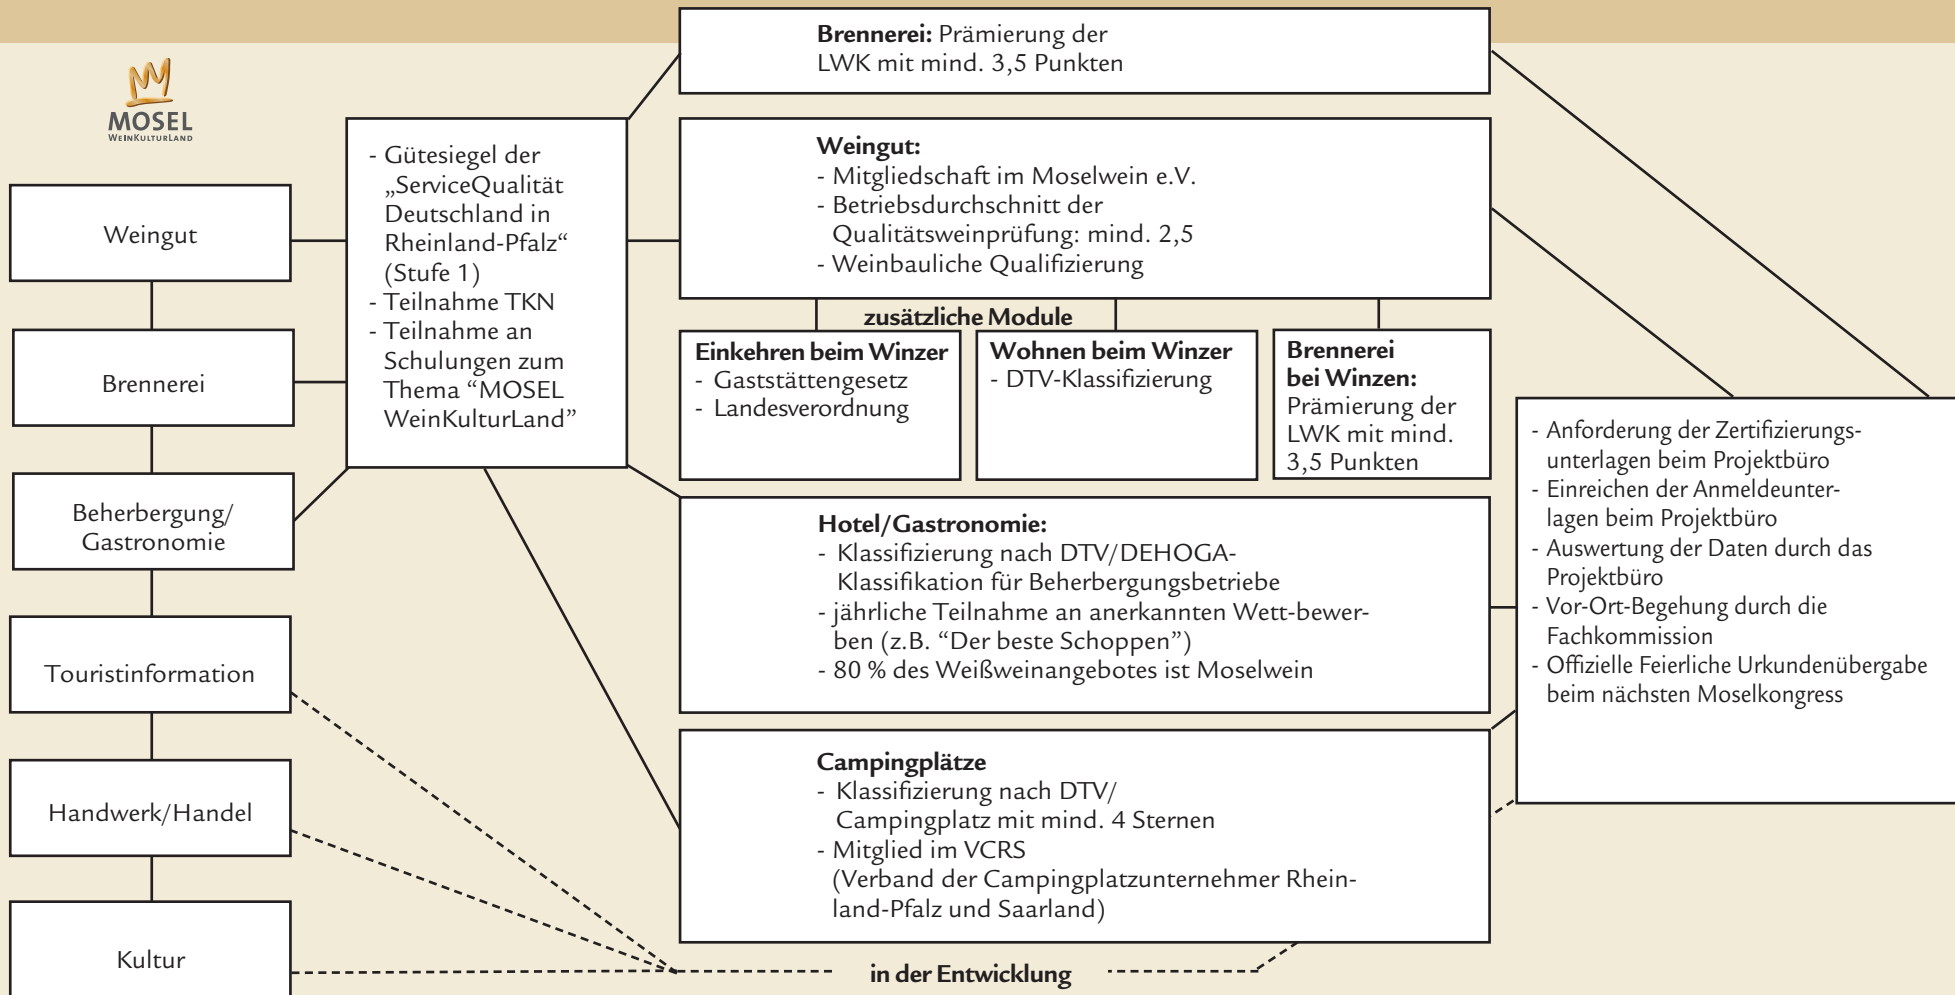 MOSEL
WEINKULTURLAND
Weingut
Brennerei
Beherbergung/
Gastronomie
Touristinformation
Handwerk/Handel
Kultur
- Gütesiegel der
„ServiceQualität
Deutschland in
Rheinland-Pfalz“
(Stufe 1)
- Teilnahme TKN
- Teilnahme an
Schulungen zum
Thema “MOSEL
WeinKulturLand”
Brennerei: Prämierung der
LWK mit mind. 3,5 Punkten
Weingut:
- Mitgliedschaft im Moselwein e.V.
- Betriebsdurchschnitt der
Qualitätsweinprüfung: mind. 2,5
- Weinbauliche Qualifizierung
zusätzliche Module
Einkehren beim Winzer
- Gaststättengesetz
- Landesverordnung
Wohnen beim Winzer
- DTV-Klassifizierung
Brennerei
bei Winzen:
Prämierung der
LWK mit mind.
3,5 Punkten
Hotel/Gastronomie:
- Klassifizierung nach DTV/DEHOGA-
Klassifikation für Beherbergungsbetriebe
- jährliche Teilnahme an anerkannten Wett-bewer-
ben (z.B. “Der beste Schoppen”)
- 80 % des Weißweinangebotes ist Moselwein
Campingplätze
- Klassifizierung nach DTV/
Campingplatz mit mind. 4 Sternen
- Mitglied im VCRS
(Verband der Campingplatzunternehmer Rhein-
land-Pfalz und Saarland)
in der Entwicklung
- Anforderung der Zertifizierungs-
unterlagen beim Projektbüro
- Einreichen der Anmeldeunter-
lagen beim Projektbüro
- Auswertung der Daten durch das
Projektbüro
- Vor-Ort-Begehung durch die
Fachkommission
- Offizielle Feierliche Urkundenübergabe
beim nächsten Moselkongress